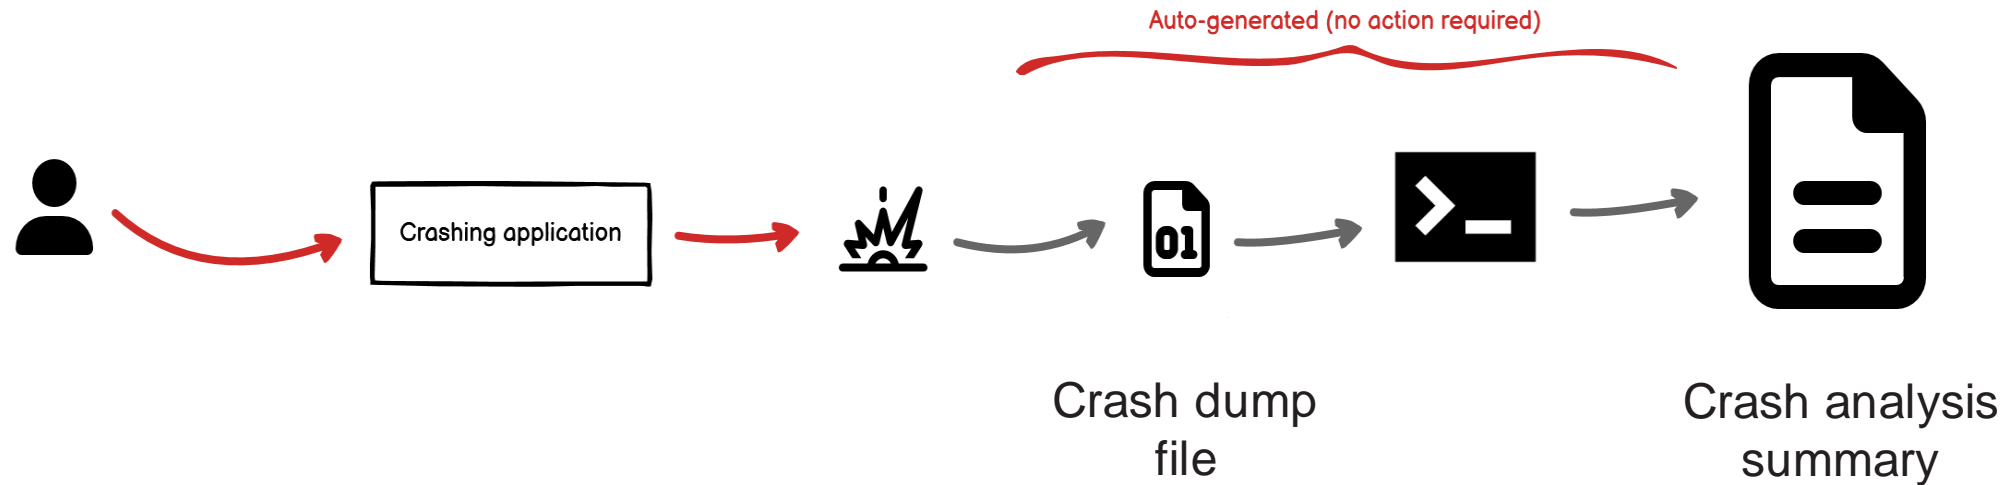 Auto-generated (no action required)
Crashing application
01
Crash dump
file
Crash analysis
summary